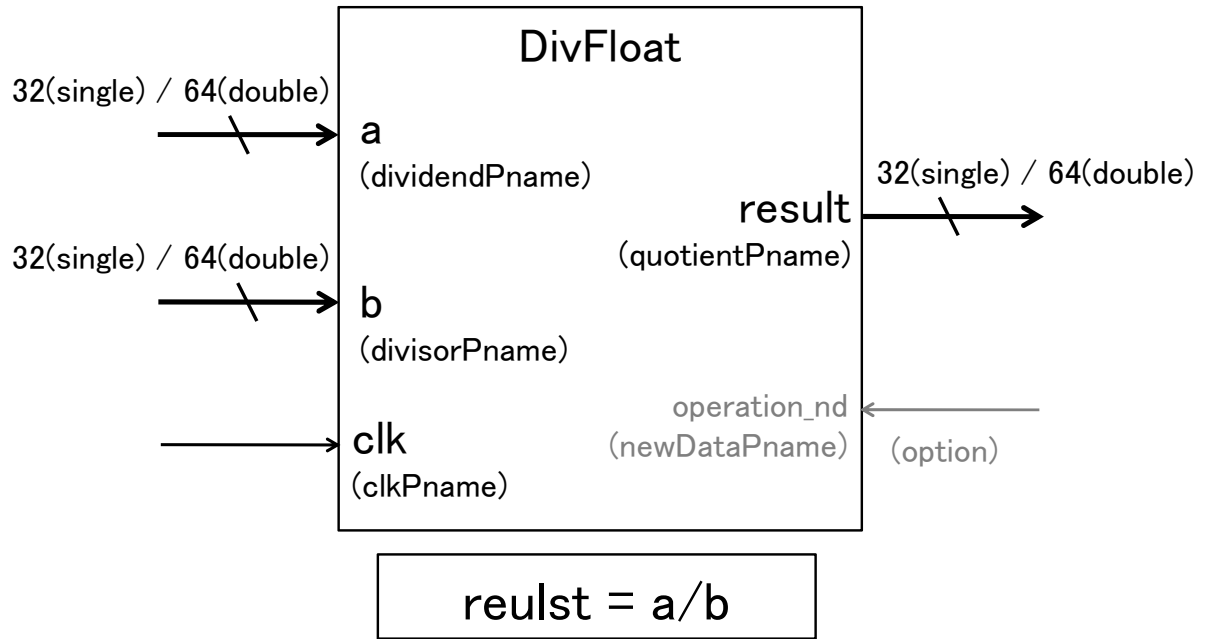 DivFloat
32(single) / 64(double)
a
(dividendPname)
32(single) / 64(double)
result
(quotientPname)
32(single) / 64(double)
b
(divisorPname)
operation_nd
(newDataPname)
(option)
clk
(clkPname)
reulst = a/b